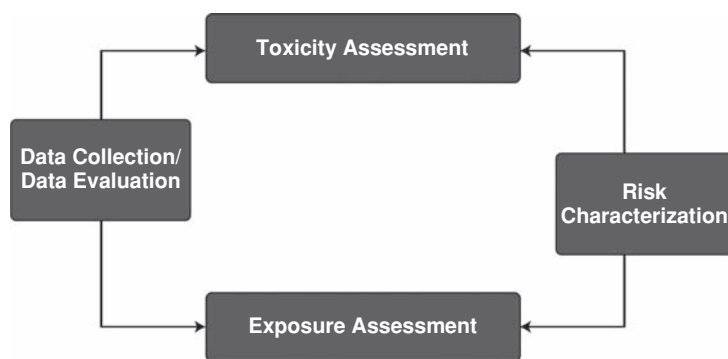 Toxicity Assessment
Data Collection/
Data Evaluation
Risk
Characterization
Exposure Assessment